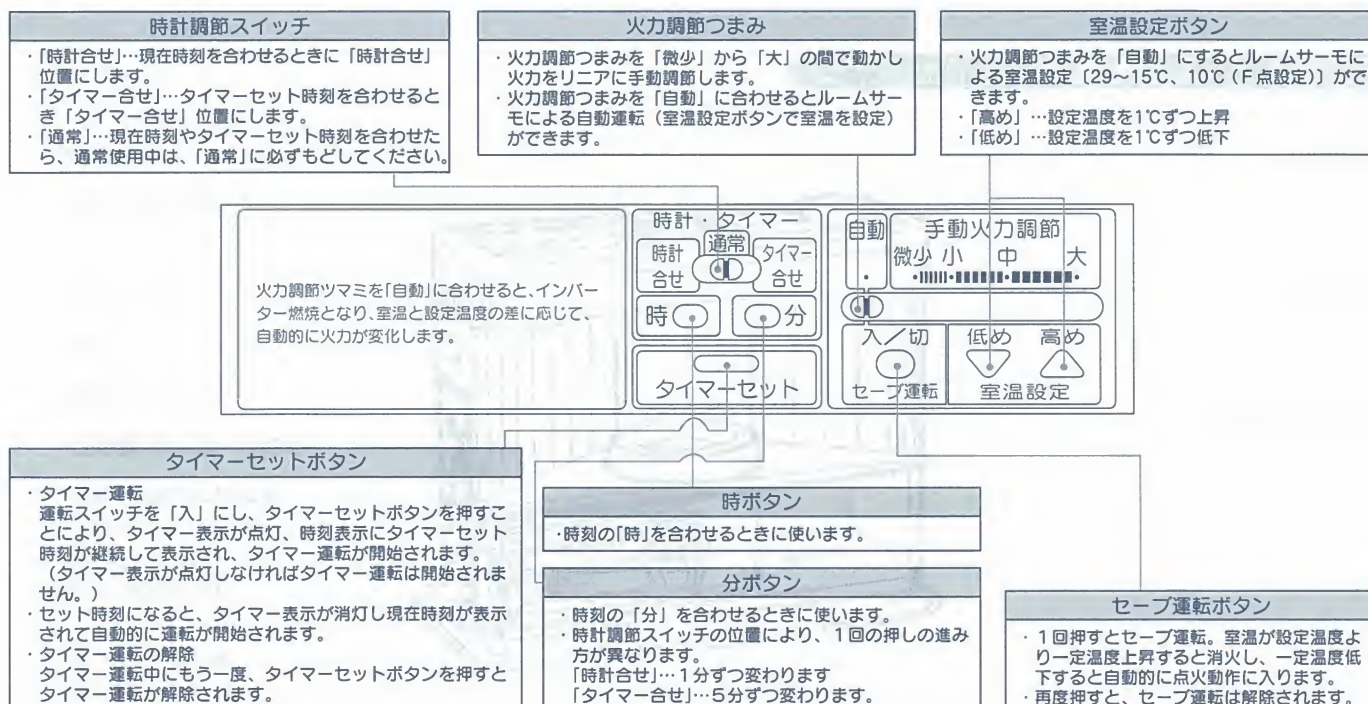 時計調節スイッチ
・「時計合せ」…現在時刻を合わせるときに「時計合せ」
位置にします。
・「タイマー合せ」…タイマーセット時刻を合わせると
き「タイマー合せ」位置にします。
・「通常」…現在時刻やタイマーセット時刻を合わせた
ら、通常使用中は、「通常」に必ずもどしてください。
火力調節つまみ
・火力調節つまみを「微少」から「大」の間で動かし
火力をリニアに手動調節します。
・火力調節つまみを「自動」に合わせるとルームサー
モによる自動運転（室温設定ボタンで室温を設定）
ができます。
室温設定ボタン
・火力調節つまみを「自動」にするとルームサーモに
よる室温設定〔29～15℃、10℃（F点設定）〕がで
きます。
・「高め」…設定温度を1℃ずつ上昇
・「低め」…設定温度を1℃ずつ低下
火力調節ツマミを「自動」に合わせると、インバー
ター燃焼となり、室温と設定温度の差に応じて、
自動的に火力が変化します。
時計・タイマー
時計
合せ
通常
タイマー
合せ
時
分
タイマーセット
自動
手動火力調節
微少 小 中 大
入／切
セーブ運転
低め 高め
室温設定
タイマーセットボタン
・タイマー運転
運転スイッチを「入」にし、タイマーセットボタンを押すこ
とにより、タイマー表示が点灯、時刻表示にタイマーセット
時刻が継続して表示され、タイマー運転が開始されます。
（タイマー表示が点灯しなければタイマー運転は開始されま
せん。）
・セット時刻になると、タイマー表示が消灯し現在時刻が表示
されて自動的に運転が開始されます。
・タイマー運転の解除
タイマー運転中にもう一度、タイマーセットボタンを押すと
タイマー運転が解除されます。
時ボタン
・時刻の「時」を合わせるときに使います。
分ボタン
・時刻の「分」を合わせるときに使います。
・時計調節スイッチの位置により、1回の押しの進み
方が異なります。
「時計合せ」…1分ずつ変わります
「タイマー合せ」…5分ずつ変わります。
セーブ運転ボタン
・1回押すとセーブ運転。室温が設定温度よ
り一定温度上昇すると消火し、一定温度低
下すると自動的に点火動作に入ります。
・再度押すと、セーブ運転は解除されます。